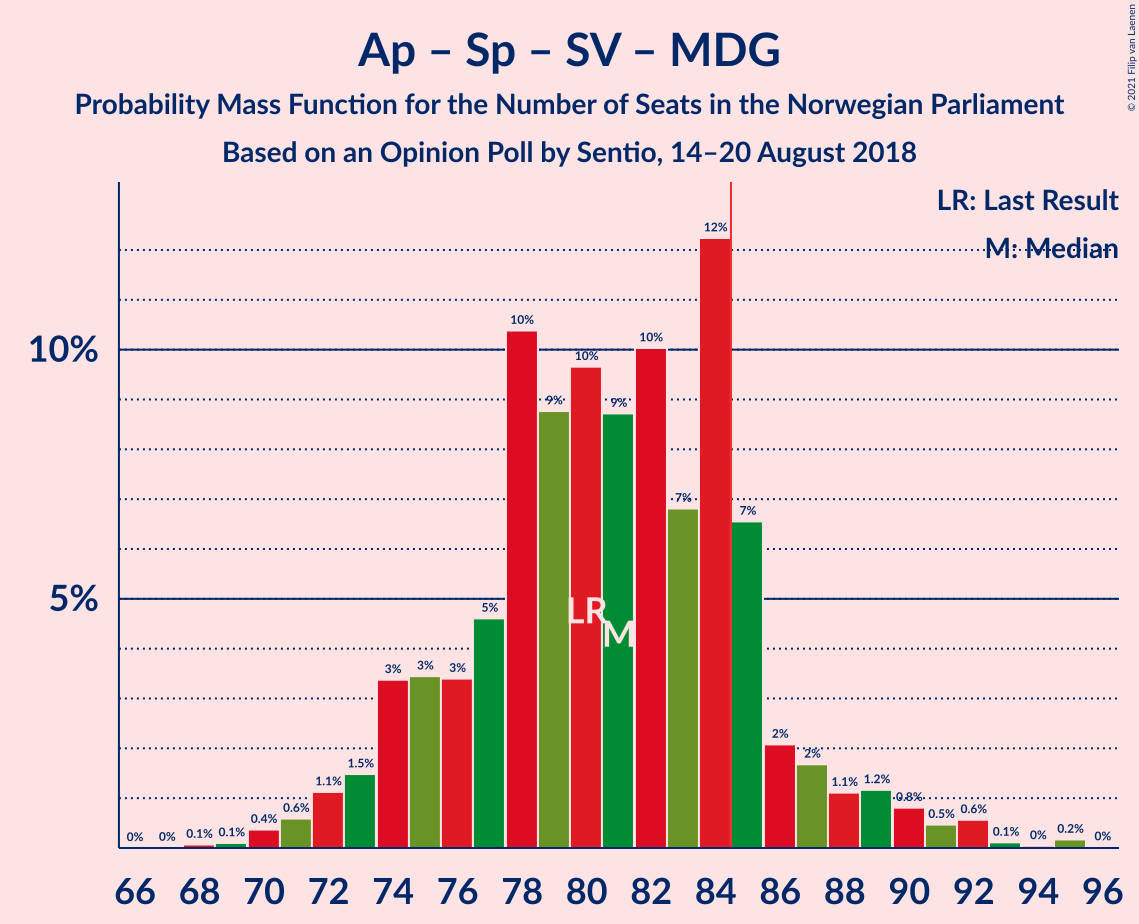 Ap – Sp – SV – MDG
Probability Mass Function for the Number of Seats in the Norwegian Parliament
Based on an Opinion Poll by Sentio, 14–20 August 2018
© 2021 Filip van Laenen
LR: Last Result
M: Median
10%
5%
0% 0% 0.1% 0.1% 0.4% 0.6% 1.1% 1.5% 3% 3% 3% 5% 10% 9% 10% 9% 10% 7% 12% 7% 2% 2% 1.1% 1.2% 0.8% 0.5% 0.6% 0.1% 0% 0.2% 0%
LR
M
66 68 70 72 74 76 78 80 82 84 86 88 90 92 94 96